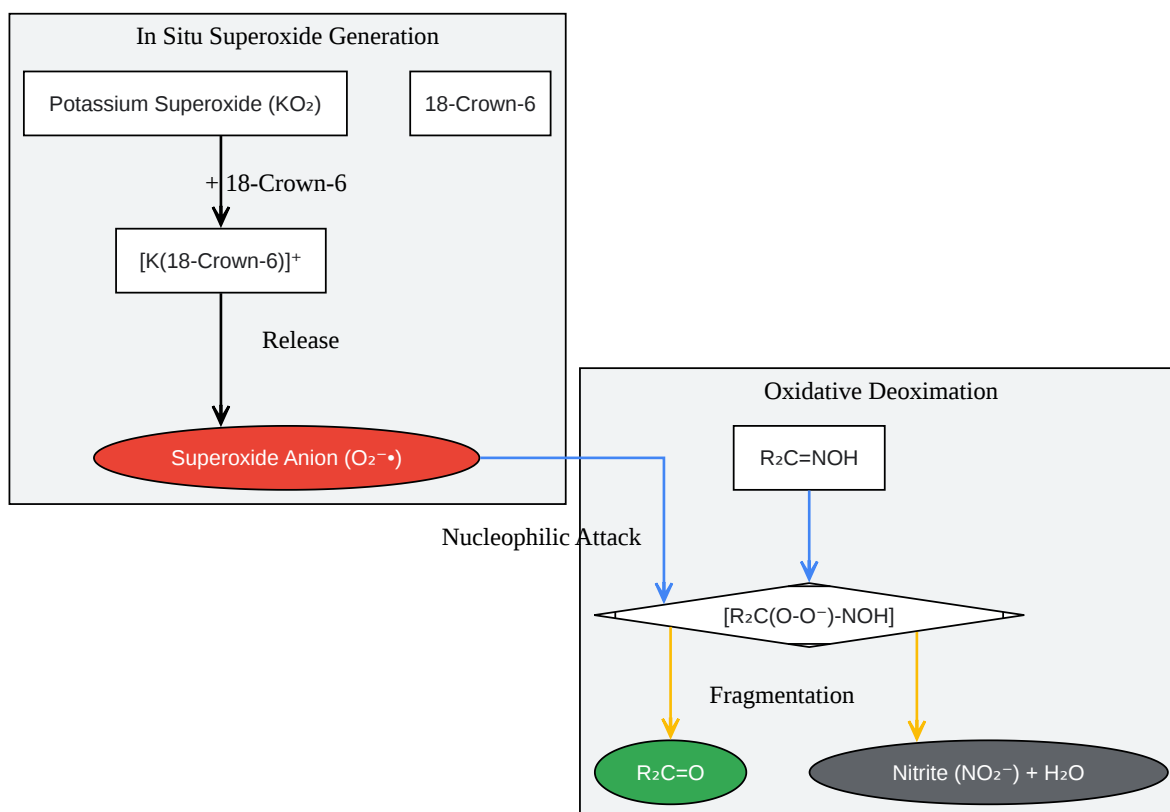 In Situ Superoxide Generation
Potassium Superoxide (KO₂)
18-Crown-6
+ 18-Crown-6
[K(18-Crown-6)]⁺
Release
Superoxide Anion (O₂⁻•)
Nucleophilic Attack
Oxidative Deoximation
R₂C=NOH
[R₂C(O-O⁻)-NOH]
Fragmentation
R₂C=O
Nitrite (NO₂⁻) + H₂O